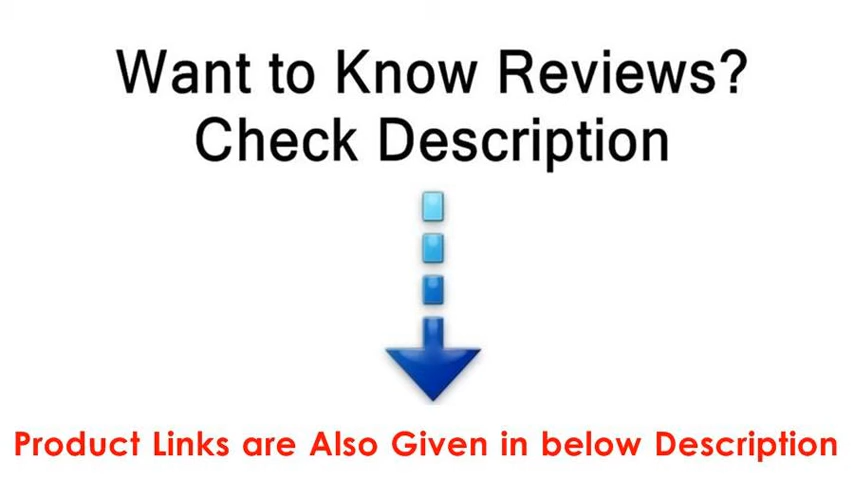 Want to Know Reviews?
Check Description
Product Links are Also Given in below Description